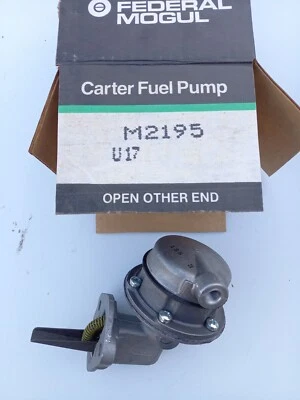 FEDERAL
MOGUL
Carter Fuel Pump
M2195
U17
OPEN OTHER END